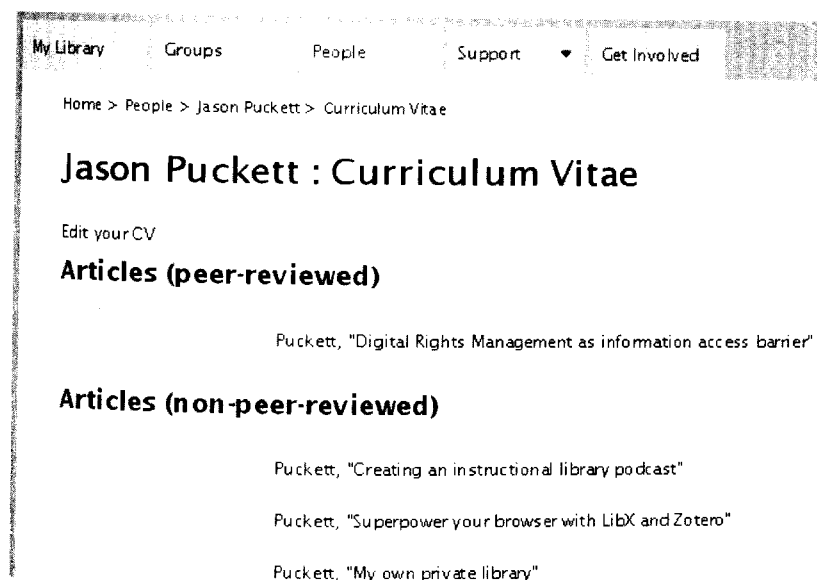 My Library Groups People Support Get Involved
Home > People > Jason Puckett > Curriculum Vitae
Jason Puckett : Curriculum Vitae
Edit your CV
Articles (peer-reviewed)
Puckett, "Digital Rights Management as information access barrier"
Articles (non-peer-reviewed)
Puckett, "Creating an instructional library podcast"
Puckett, "Superpower your browser with LibX and Zotero"
Puckett, "My own private library"